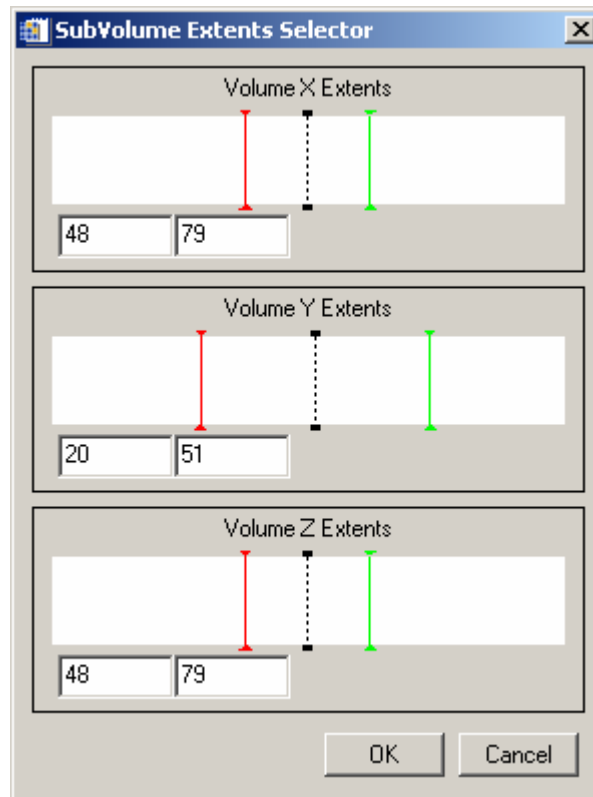 SubVolume Extents Selector
Volume X Extents
48 79
Volume Y Extents
20 51
Volume Z Extents
48 79
OK Cancel